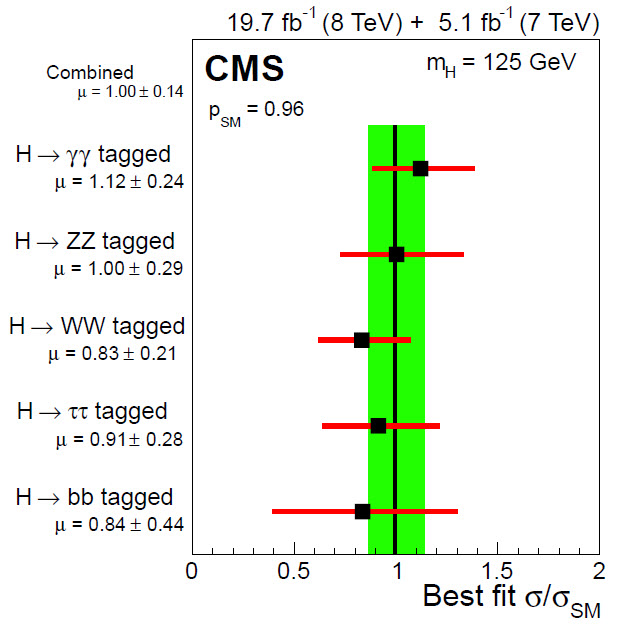 19.7 fb⁻¹ (8 TeV) + 5.1 fb⁻¹ (7 TeV)
Combined
μ = 1.00 ± 0.14
CMS
m_H = 125 GeV
p_SM = 0.96
H → γγ tagged
μ = 1.12 ± 0.24
H → ZZ tagged
μ = 1.00 ± 0.29
H → WW tagged
μ = 0.83 ± 0.21
H → ττ tagged
μ = 0.91 ± 0.28
H → bb tagged
μ = 0.84 ± 0.44
0 0.5 1 1.5 2
Best fit σ/σ_SM